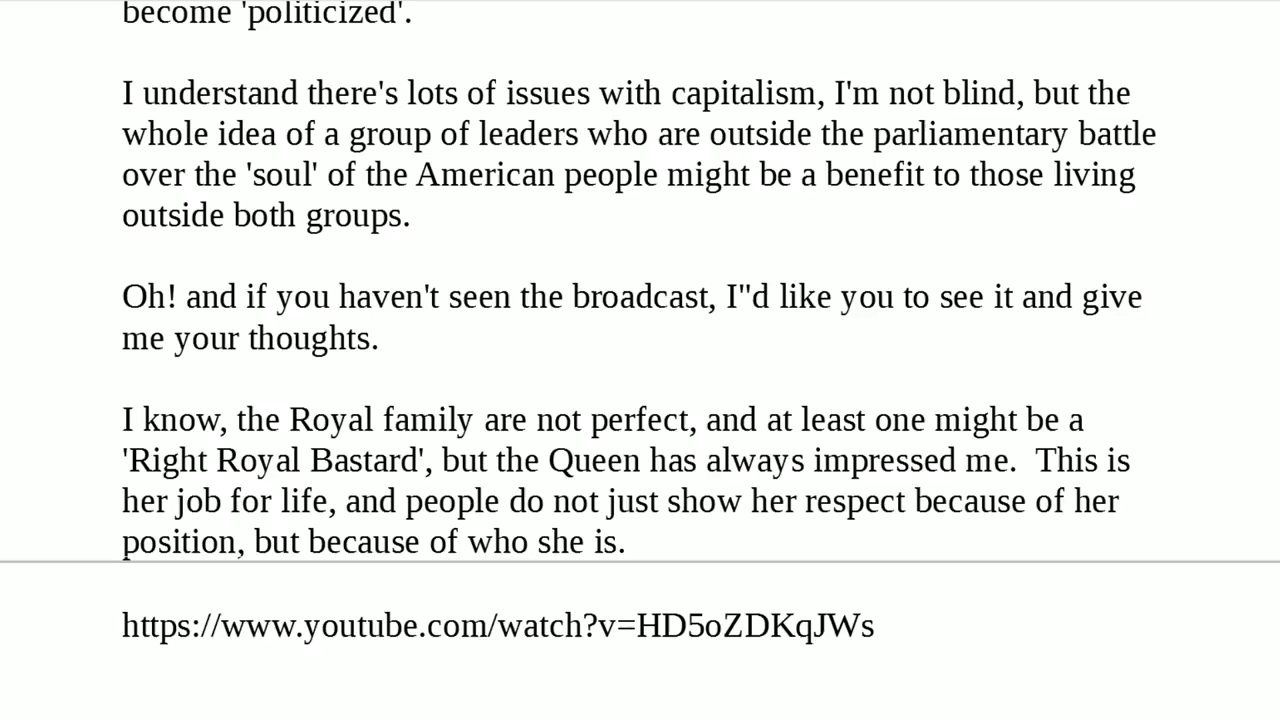 become 'politicized'.
I understand there's lots of issues with capitalism, I'm not blind, but the
whole idea of a group of leaders who are outside the parliamentary battle
over the 'soul' of the American people might be a benefit to those living
outside both groups.
Oh! and if you haven't seen the broadcast, I"d like you to see it and give
me your thoughts.
I know, the Royal family are not perfect, and at least one might be a
'Right Royal Bastard', but the Queen has always impressed me.  This is
her job for life, and people do not just show her respect because of her
position, but because of who she is.
https://www.youtube.com/watch?v=HD5oZDKqJWs